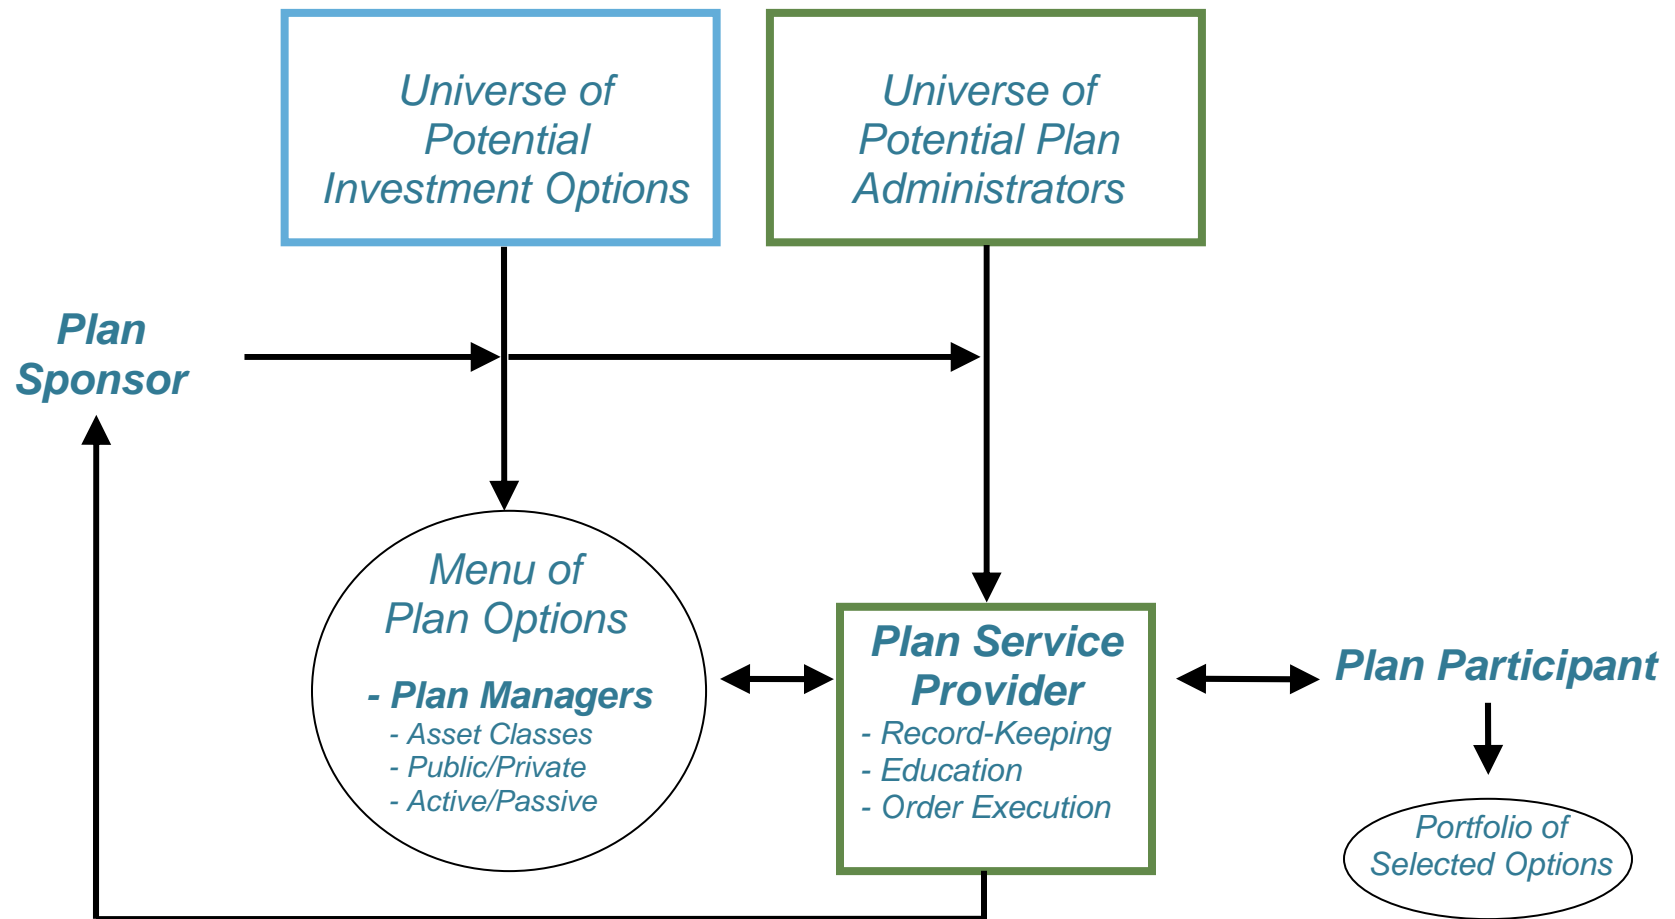 Universe of
Potential
Investment Options
Universe of
Potential Plan
Administrators
Plan
Sponsor
Menu of
Plan Options
- Plan Managers
- Asset Classes
- Public/Private
- Active/Passive
Plan Service
Provider
- Record-Keeping
- Education
- Order Execution
Plan Participant
Portfolio of
Selected Options